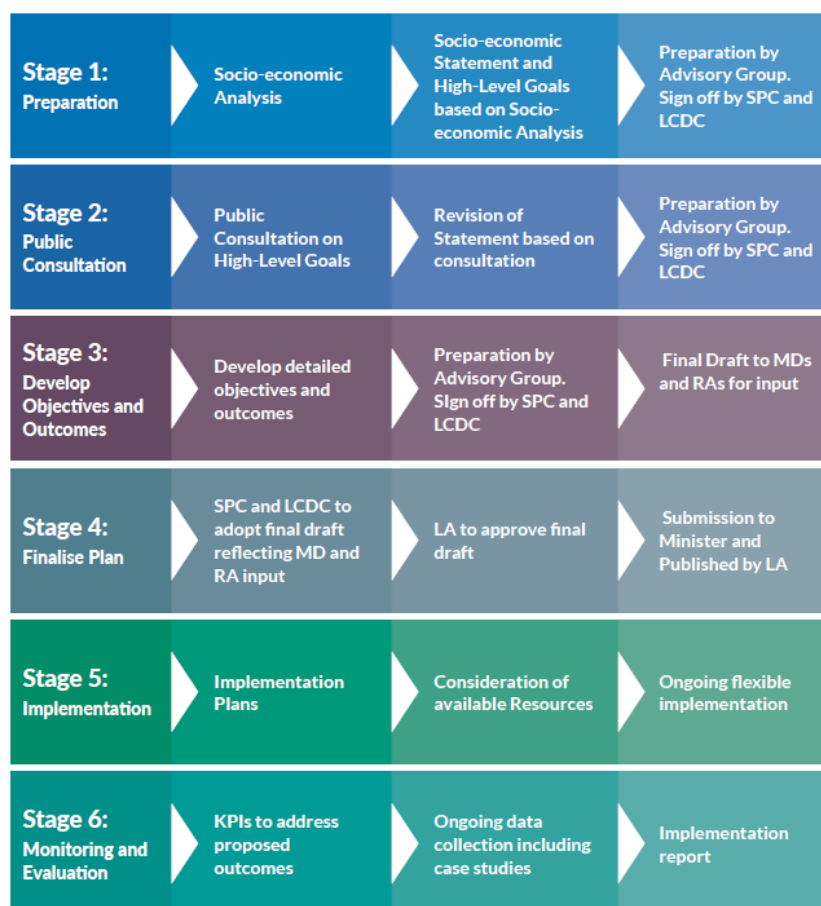 Stage 1:
Preparation
Socio-economic
Analysis
Socio-economic
Statement and
High-Level Goals
based on Socio-
economic Analysis
Preparation by
Advisory Group.
Sign off by SPC and
LCDC
Stage 2:
Public
Consultation
Public
Consultation on
High-Level Goals
Revision of
Statement based on
consultation
Preparation by
Advisory Group.
Sign off by SPC and
LCDC
Stage 3:
Develop
Objectives and
Outcomes
Develop detailed
objectives and
outcomes
Preparation by
Advisory Group.
SIgn off by SPC and
LCDC
Final Draft to MDs
and RAs for input
Stage 4:
Finalise Plan
SPC and LCDC to
adopt final draft
reflecting MD and
RA input
LA to approve final
draft
Submission to
Minister and
Published by LA
Stage 5:
Implementation
Implementation
Plans
Consideration of
available Resources
Ongoing flexible
implementation
Stage 6:
Monitoring and
Evaluation
KPIs to address
proposed
outcomes
Ongoing data
collection including
case studies
Implementation
report